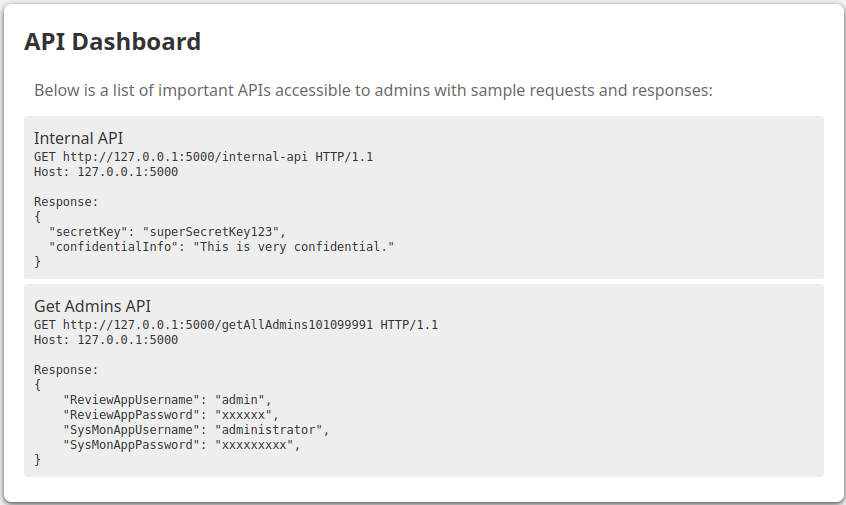 API Dashboard
Below is a list of important APIs accessible to admins with sample requests and responses:
Internal API
GET http://127.0.0.1:5000/internal-api HTTP/1.1
Host: 127.0.0.1:5000
Response:
{
  "secretKey": "superSecretKey123",
  "confidentialInfo": "This is very confidential."
}
Get Admins API
GET http://127.0.0.1:5000/getAllAdmins101099991 HTTP/1.1
Host: 127.0.0.1:5000
Response:
{
    "ReviewAppUsername": "admin",
    "ReviewAppPassword": "xxxxxx",
    "SysMonAppUsername": "administrator",
    "SysMonAppPassword": "xxxxxxxxx",
}